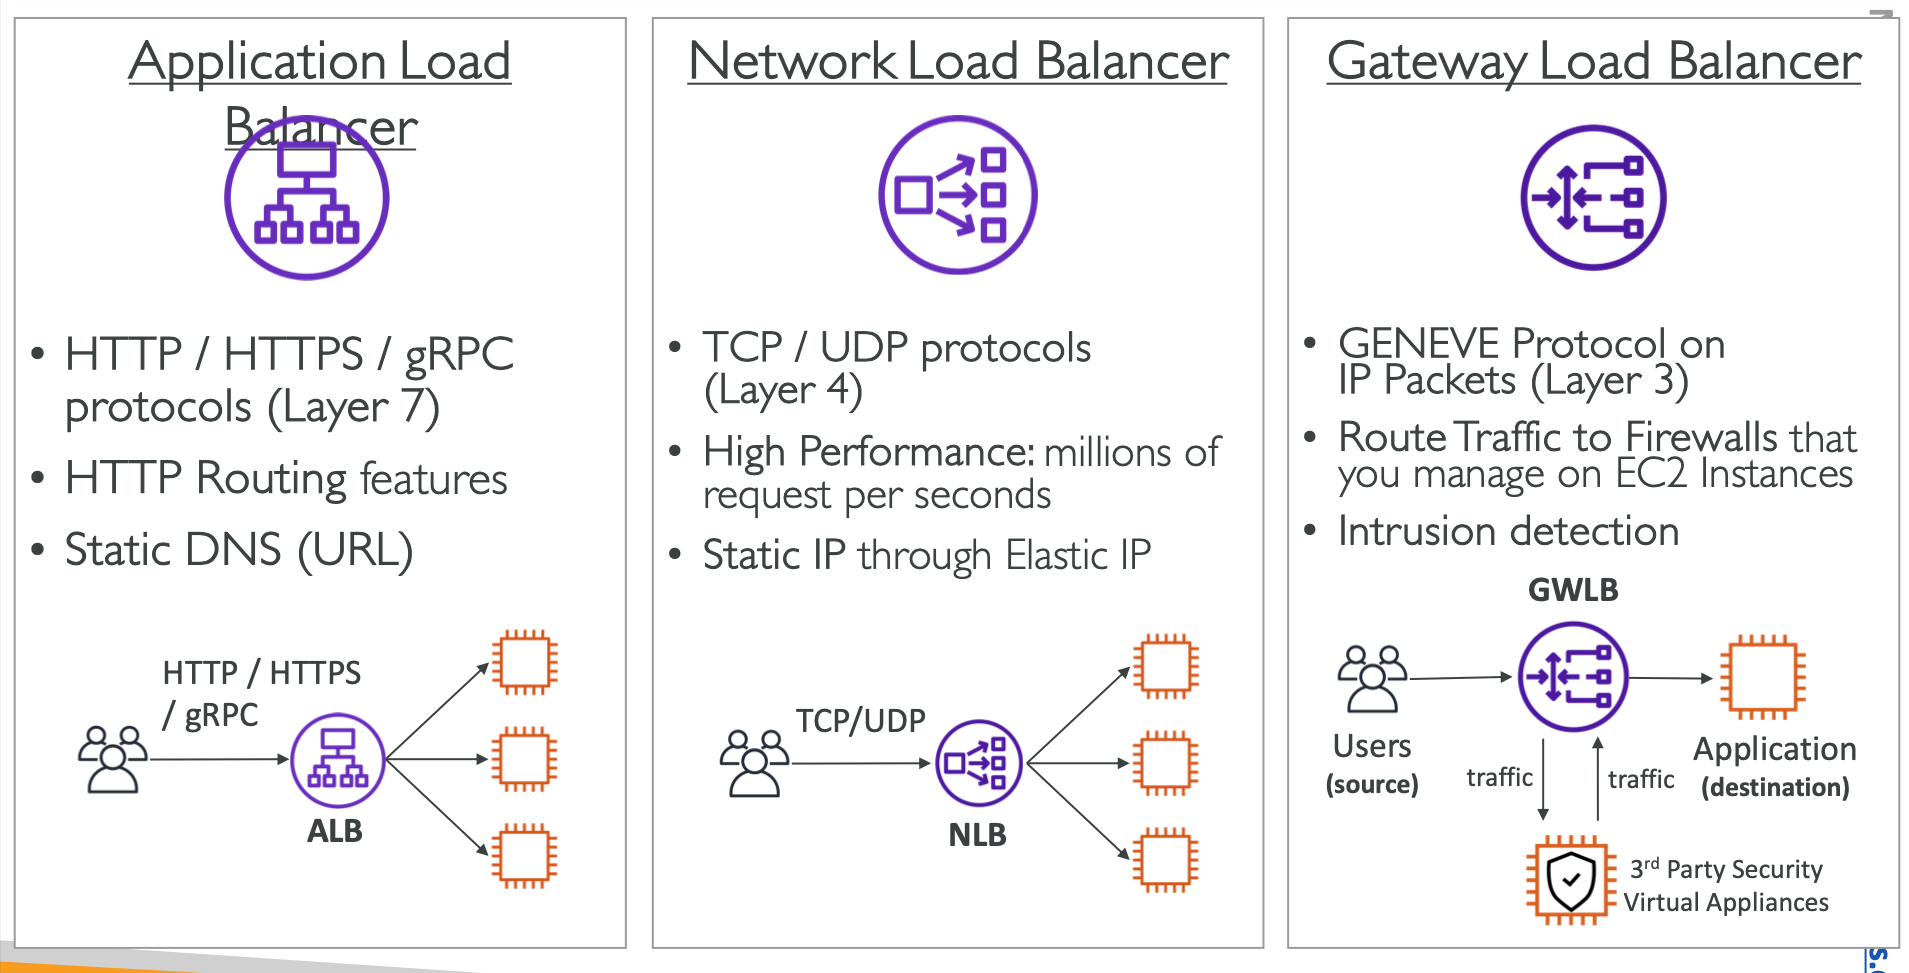 Application Load
Balancer
• HTTP / HTTPS / gRPC
protocols (Layer 7)
• HTTP Routing features
• Static DNS (URL)
HTTP / HTTPS
/ gRPC
ALB
Network Load Balancer
• TCP / UDP protocols
(Layer 4)
• High Performance: millions of
request per seconds
• Static IP through Elastic IP
TCP/UDP
NLB
Gateway Load Balancer
• GENEVE Protocol on
IP Packets (Layer 3)
• Route Traffic to Firewalls that
you manage on EC2 Instances
• Intrusion detection
GWLB
Users
(source)
traffic
traffic
Application
(destination)
3rd Party Security
Virtual Appliances